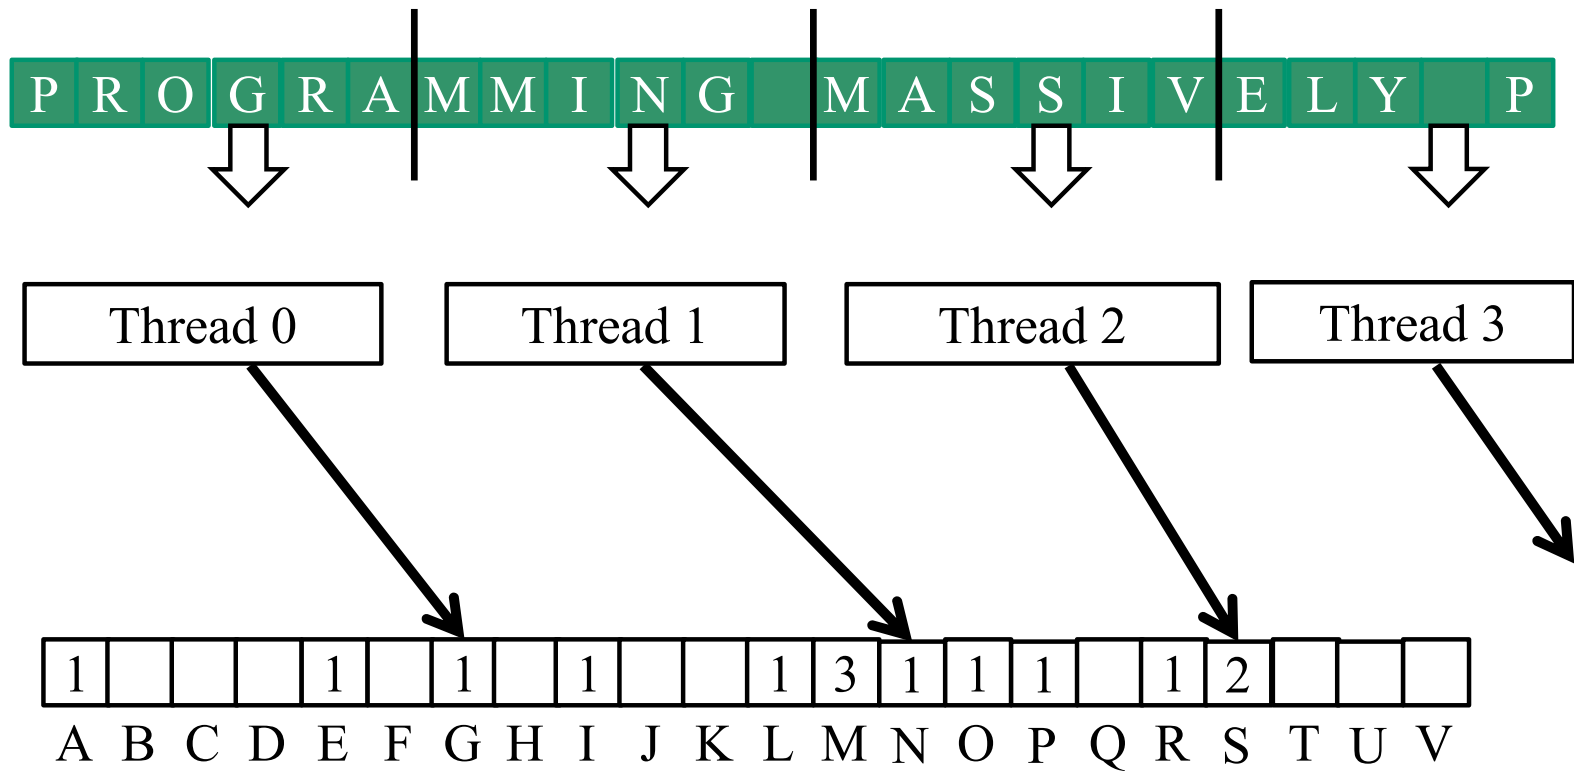 P R O G R A M M I N G M A S S I V E L Y P
Thread 0 Thread 1 Thread 2 Thread 3
1 1 1 1 1 3 1 1 1 1 2
A B C D E F G H I J K L M N O P Q R S T U V